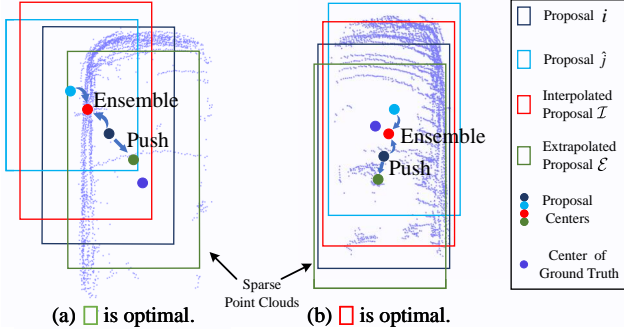 Ensemble
Push
Ensemble
Push
Sparse
Point Clouds
(a) is optimal.
(b) is optimal.
Proposal i
Proposal ĵ
Interpolated
Proposal I
Extrapolated
Proposal ℰ
Proposal
Centers
Center of
Ground Truth